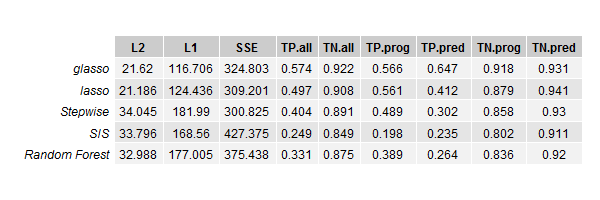 L2 L1 SSE TP.all TN.all TP.prog TP.pred TN.prog TN.pred
glasso 21.62 116.706 324.803 0.574 0.922 0.566 0.647 0.918 0.931
lasso 21.186 124.436 309.201 0.497 0.908 0.561 0.412 0.879 0.941
Stepwise 34.045 181.99 300.825 0.404 0.891 0.489 0.302 0.858 0.93
SIS 33.796 168.56 427.375 0.249 0.849 0.198 0.235 0.802 0.911
Random Forest 32.988 177.005 375.438 0.331 0.875 0.389 0.264 0.836 0.92